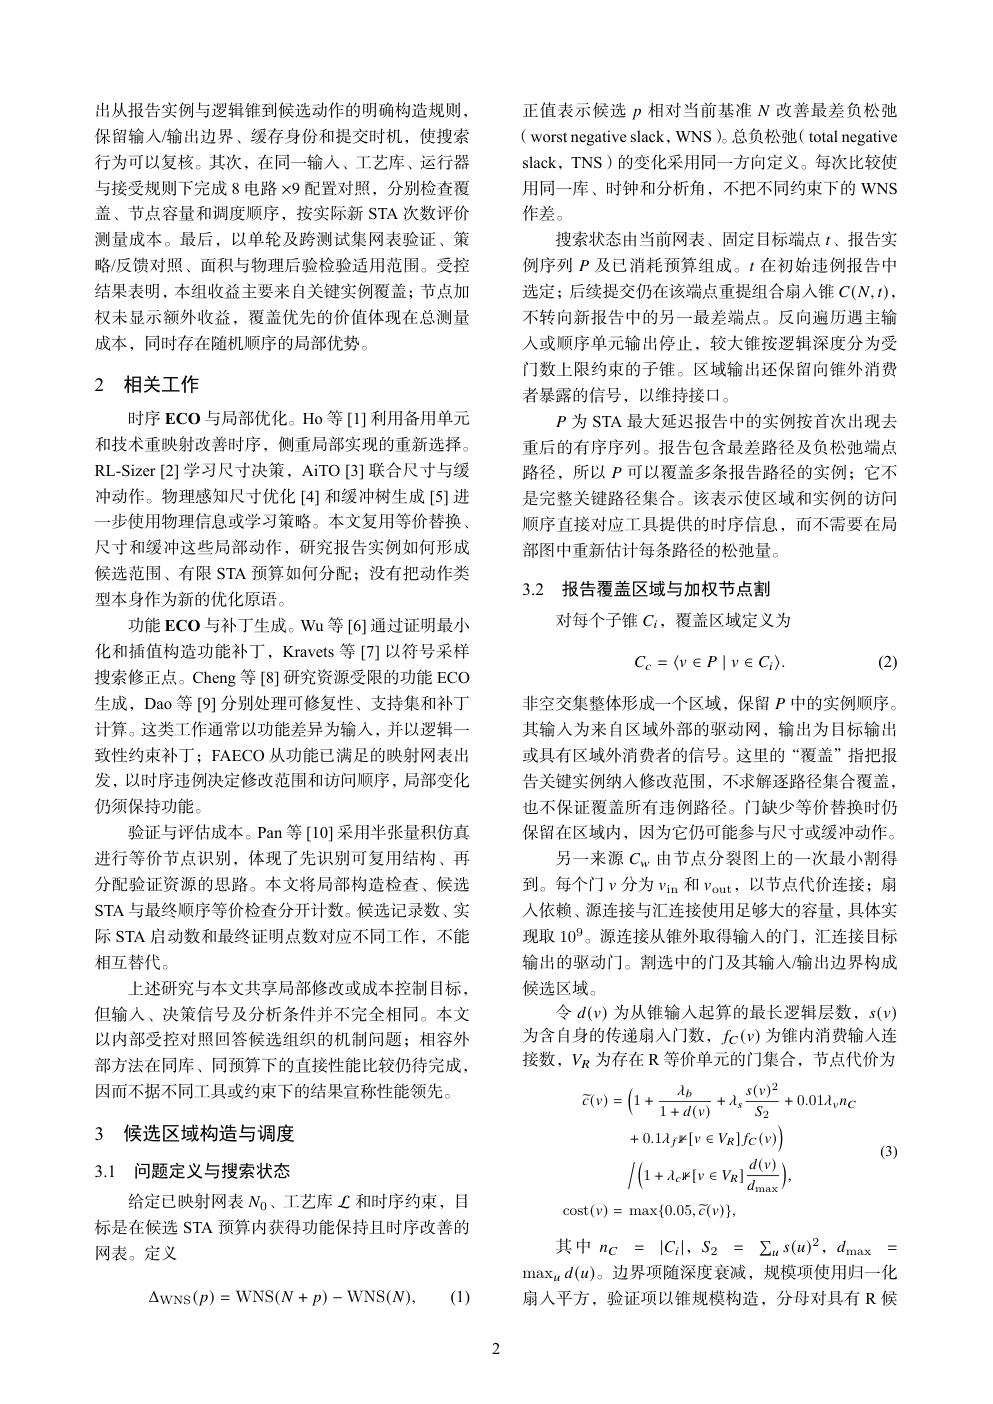 出从报告实例与逻辑锥到候选动作的明确构造规则，
保留输入/输出边界、缓存身份和提交时机，使搜索
行为可以复核。其次，在同一输入、工艺库、运行器
与接受规则下完成 8 电路 ×9 配置对照，分别检查覆
盖、节点容量和调度顺序，按实际新 STA 次数评价
测量成本。最后，以单轮及跨测试集网表验证、策
略/反馈对照、面积与物理后验检验适用范围。受控
结果表明，本组收益主要来自关键实例覆盖；节点加
权未显示额外收益，覆盖优先的价值体现在总测量
成本，同时存在随机顺序的局部优势。
2 相关工作
时序 ECO 与局部优化。Ho 等 [1] 利用备用单元
和技术重映射改善时序，侧重局部实现的重新选择。
RL-Sizer [2] 学习尺寸决策，AiTO [3] 联合尺寸与缓
冲动作。物理感知尺寸优化 [4] 和缓冲树生成 [5] 进
一步使用物理信息或学习策略。本文复用等价替换、
尺寸和缓冲这些局部动作，研究报告实例如何形成
候选范围、有限 STA 预算如何分配；没有把动作类
型本身作为新的优化原语。
功能 ECO 与补丁生成。Wu 等 [6] 通过证明最小
化和插值构造功能补丁，Kravets 等 [7] 以符号采样
搜索修正点。Cheng 等 [8] 研究资源受限的功能 ECO
生成，Dao 等 [9] 分别处理可修复性、支持集和补丁
计算。这类工作通常以功能差异为输入，并以逻辑一
致性约束补丁；FAECO 从功能已满足的映射网表出
发，以时序违例决定修改范围和访问顺序，局部变化
仍须保持功能。
验证与评估成本。Pan 等 [10] 采用半张量积仿真
进行等价节点识别，体现了先识别可复用结构、再
分配验证资源的思路。本文将局部构造检查、候选
STA 与最终顺序等价检查分开计数。候选记录数、实
际 STA 启动数和最终证明点数对应不同工作，不能
相互替代。
上述研究与本文共享局部修改或成本控制目标，
但输入、决策信号及分析条件并不完全相同。本文
以内部受控对照回答候选组织的机制问题；相容外
部方法在同库、同预算下的直接性能比较仍待完成，
因而不据不同工具或约束下的结果宣称性能领先。
3 候选区域构造与调度
3.1 问题定义与搜索状态
给定已映射网表 N₀、工艺库 ℒ 和时序约束，目
标是在候选 STA 预算内获得功能保持且时序改善的
网表。定义
Δ_WNS(p) = WNS(N + p) − WNS(N), (1)
正值表示候选 p 相对当前基准 N 改善最差负松弛
（worst negative slack，WNS）。总负松弛（total negative
slack，TNS）的变化采用同一方向定义。每次比较使
用同一库、时钟和分析角，不把不同约束下的 WNS
作差。
搜索状态由当前网表、固定目标端点 t、报告实
例序列 P 及已消耗预算组成。t 在初始违例报告中
选定；后续提交仍在该端点重提组合扇入锥 C(N, t)，
不转向新报告中的另一最差端点。反向遍历遇主输
入或顺序单元输出停止，较大锥按逻辑深度分为受
门数上限约束的子锥。区域输出还保留向锥外消费
者暴露的信号，以维持接口。
P 为 STA 最大延迟报告中的实例按首次出现去
重后的有序序列。报告包含最差路径及负松弛端点
路径，所以 P 可以覆盖多条报告路径的实例；它不
是完整关键路径集合。该表示使区域和实例的访问
顺序直接对应工具提供的时序信息，而不需要在局
部图中重新估计每条路径的松弛量。
3.2 报告覆盖区域与加权节点割
对每个子锥 C_i，覆盖区域定义为
C_c = ⟨v ∈ P | v ∈ C_i⟩. (2)
非空交集整体形成一个区域，保留 P 中的实例顺序。
其输入为来自区域外部的驱动网，输出为目标输出
或具有区域外消费者的信号。这里的“覆盖”指把报
告关键实例纳入修改范围，不求解逐路径集合覆盖，
也不保证覆盖所有违例路径。门缺少等价替换时仍
保留在区域内，因为它仍可能参与尺寸或缓冲动作。
另一来源 C_w 由节点分裂图上的一次最小割得
到。每个门 v 分为 v_in 和 v_out，以节点代价连接；扇
入依赖、源连接与汇连接使用足够大的容量，具体实
现取 10⁹。源连接从锥外取得输入的门，汇连接目标
输出的驱动门。割选中的门及其输入/输出边界构成
候选区域。
令 d(v) 为从锥输入起算的最长逻辑层数，s(v)
为含自身的传递扇入门数，f_C(v) 为锥内消费输入连
接数，V_R 为存在 R 等价单元的门集合，节点代价为
c̃(v) = (1 + λ_b/(1 + d(v)) + λ_s s(v)²/S₂ + 0.01λ_v n_C
+ 0.1λ_f ⊮[v ∈ V_R] f_C(v))
/(1 + λ_c ⊮[v ∈ V_R] d(v)/d_max), (3)
cost(v) = max{0.05, c̃(v)},
其中 n_C = |C_i|，S₂ = ∑_u s(u)²，d_max =
max_u d(u)。边界项随深度衰减，规模项使用归一化
扇入平方，验证项以锥规模构造，分母对具有 R 候
2